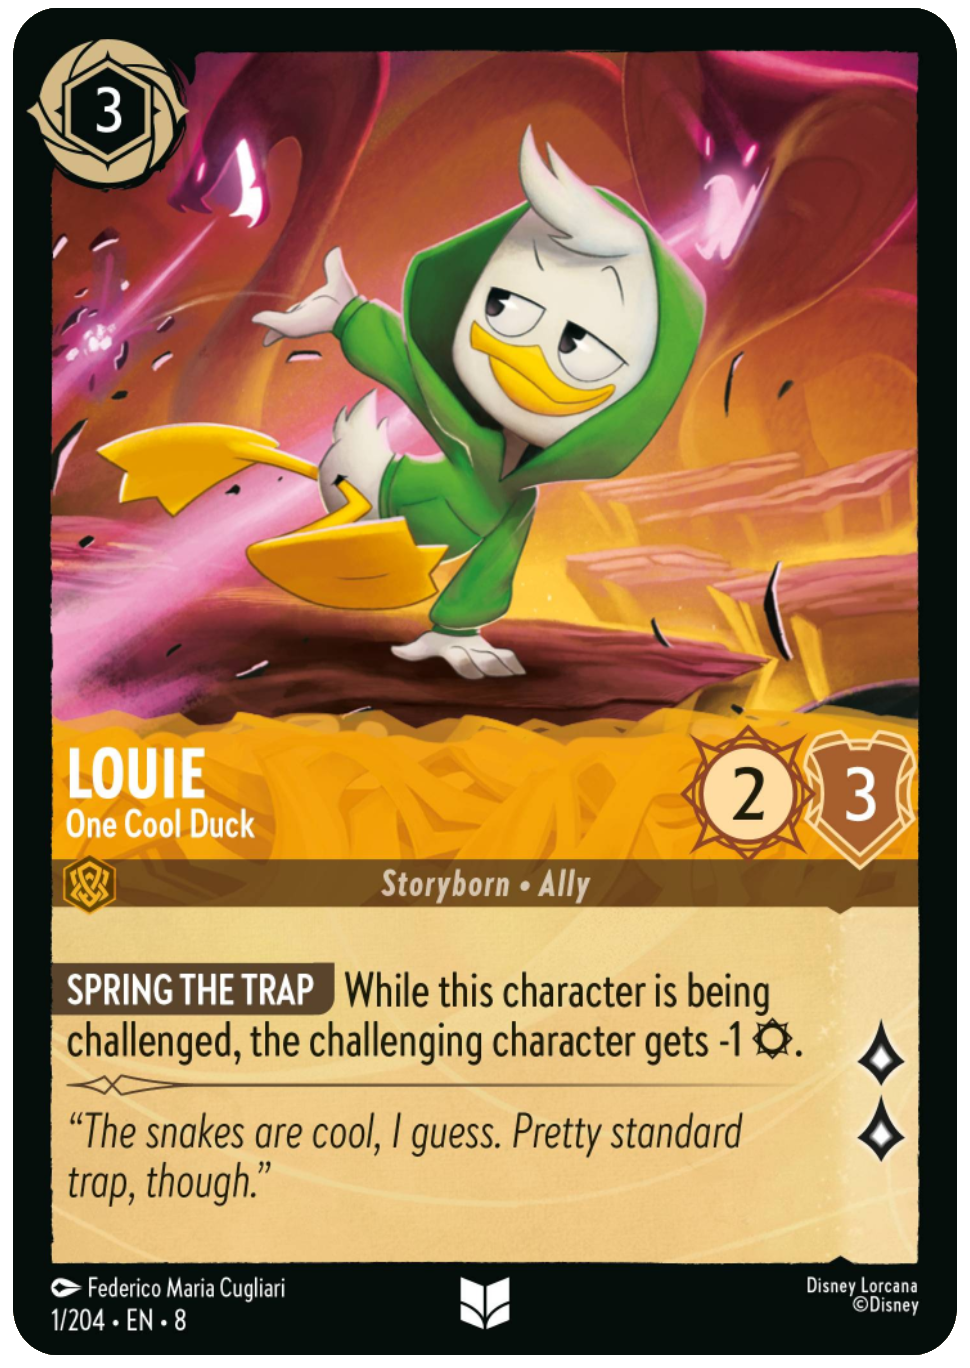 3
LOUIE
One Cool Duck
2
3
Storyborn • Ally
SPRING THE TRAP While this character is being
challenged, the challenging character gets -1 .
“The snakes are cool, I guess. Pretty standard
trap, though.”
Federico Maria Cugliari
1/204 • EN • 8
Disney Lorcana
©Disney